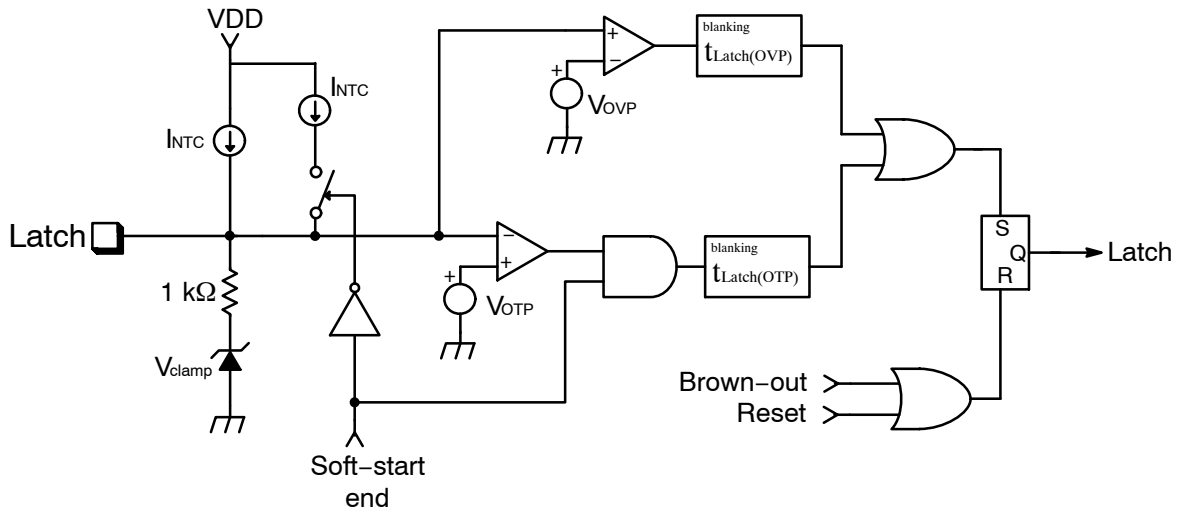 VDD
INTC
INTC
+
−
+
VOVP
blanking
tLatch(OVP)
Latch
−
+
+
VOTP
blanking
tLatch(OTP)
S
Q
R
Latch
1 kΩ
Vclamp
Brown−out
Reset
Soft−start
end